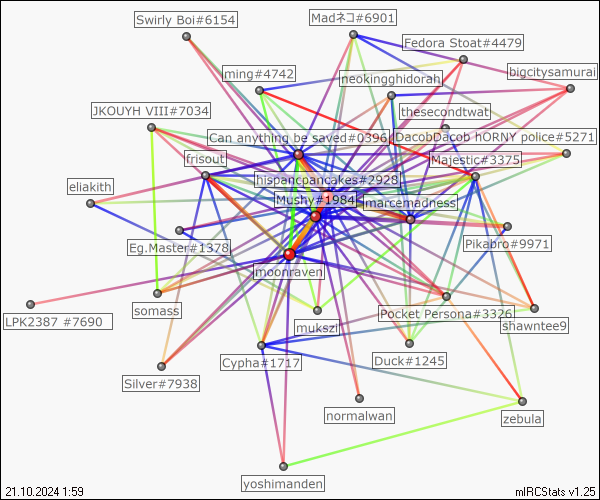 Swirly Boi#6154
Madネコ#6901
Fedora Stoat#4479
ming#4742
neokingghidorah
bigcitysamurai
JKOUYH VIII#7034
thesecondtwat
Can anything be saved#0396
DacobDacob hORNY police#5271
frisout
Majestic#3375
eliakith
hispancpancakes#2928
Mushy#1984
marcemadness
Eg.Master#1378
Pikabro#9971
moonraven
somass
LPK2387 #7690
mukszi
Pocket Persona#3326
shawntee9
Cypha#1717
Duck#1245
Silver#7938
normalwan
zebula
yoshimanden
21.10.2024 1:59
mIRCStats v1.25